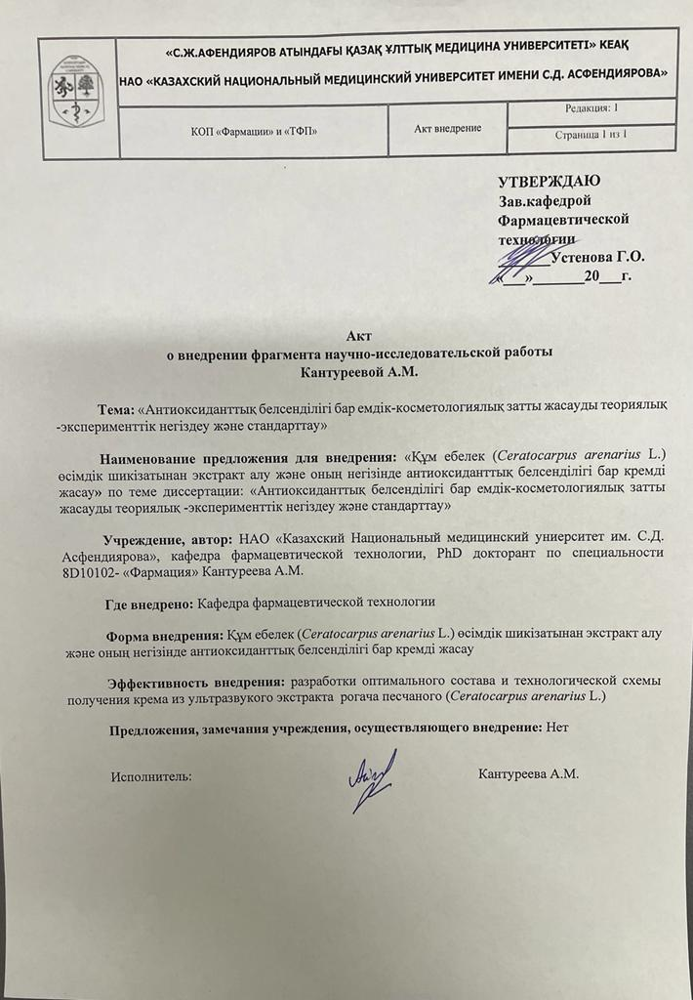 «С.Ж.АФЕНДИЯРОВ АТЫНДАҒЫ ҚАЗАҚ ҰЛТТЫҚ МЕДИЦИНА УНИВЕРСИТЕТІ» КЕАҚ
НАО «КАЗАХСКИЙ НАЦИОНАЛЬНЫЙ МЕДИЦИНСКИЙ УНИВЕРСИТЕТ ИМЕНИ С.Д. АСФЕНДИЯРОВА»
КОП «Фармации» и «ТФП»
Акт внедрение
Редакция: 1
Страница 1 из 1
УТВЕРЖДАЮ
Зав.кафедрой
Фармацевтической
технологии
______Устенова Г.О.
«___»_______20___г.
Акт
о внедрении фрагмента научно-исследовательской работы
Кантуреевой А.М.
Тема: «Антиоксиданттық белсенділігі бар емдік-косметологиялық затты жасауды теориялық
-эксперименттік негіздеу және стандарттау»
Наименование предложения для внедрения: «Құм ебелек (Ceratocarpus arenarius L.)
өсімдік шикізатынан экстракт алу және оның негізінде антиоксиданттық белсенділігі бар кремді
жасау» по теме диссертации: «Антиоксиданттық белсенділігі бар емдік-косметологиялық затты
жасауды теориялық -эксперименттік негіздеу және стандарттау»
Учреждение, автор: НАО «Казахский Национальный медицинский униерситет им. С.Д.
Асфендиярова», кафедра фармацевтической технологии, PhD докторант по специальности
8D10102- «Фармация» Кантуреева А.М.
Где внедрено: Кафедра фармацевтической технологии
Форма внедрения: Құм ебелек (Ceratocarpus arenarius L.) өсімдік шикізатынан экстракт алу
және оның негізінде антиоксиданттық белсенділігі бар кремді жасау
Эффективность внедрения: разработки оптимального состава и технологической схемы
получения крема из ультразвукого экстракта рогача песчаного (Ceratocarpus arenarius L.)
Предложения, замечания учреждения, осуществляющего внедрение: Нет
Исполнитель: Кантуреева А.М.